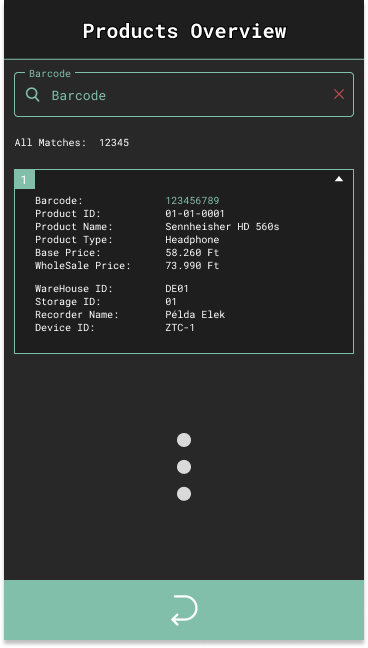 Products Overview
Barcode
Barcode
All Matches: 12345
1
Barcode: 123456789
Product ID: 01-01-0001
Product Name: Sennheisher HD 560s
Product Type: Headphone
Base Price: 58.260 Ft
WholeSale Price: 73.990 Ft
WareHouse ID: DE01
Storage ID: 01
Recorder Name: Példa Elek
Device ID: ZTC-1